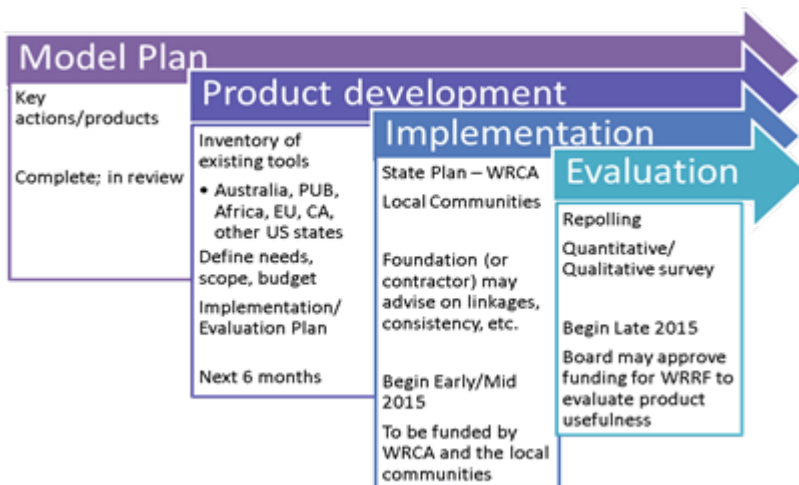 Model Plan
Key
actions/products
Complete; in review
Product development
Inventory of
existing tools
• Australia, PUB,
Africa, EU, CA,
other US states
Define needs,
scope, budget
Implementation/
Evaluation Plan
Next 6 months
Implementation
State Plan – WRCA
Local Communities
Foundation (or
contractor) may
advise on linkages,
consistency, etc.
Begin Early/Mid
2015
To be funded by
WRCA and the local
communities
Evaluation
Repolling
Quantitative/
Qualitative survey
Begin Late 2015
Board may approve
funding for WRRF to
evaluate product
usefulness